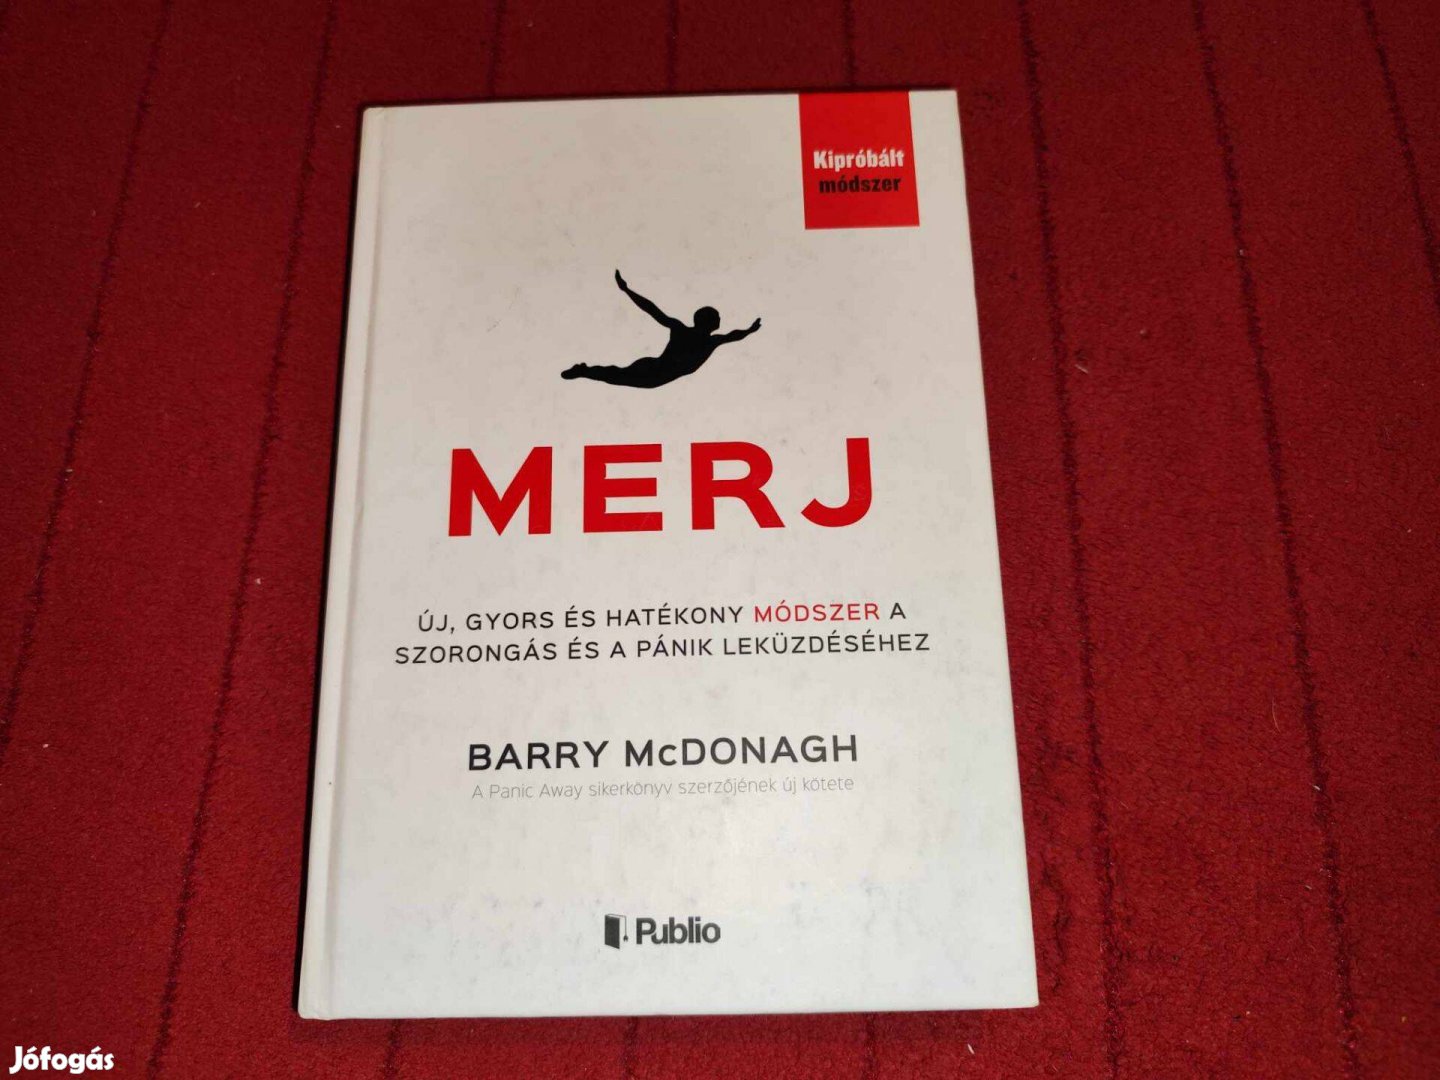 Kipróbált
módszer
MERJ
ÚJ, GYORS ÉS HATÉKONY MÓDSZER A
SZORONGÁS ÉS A PÁNIK LEKÜZDÉSÉHEZ
BARRY McDONAGH
A Panic Away sikerkönyv szerzőjének új kötete
Publio
Jófogás